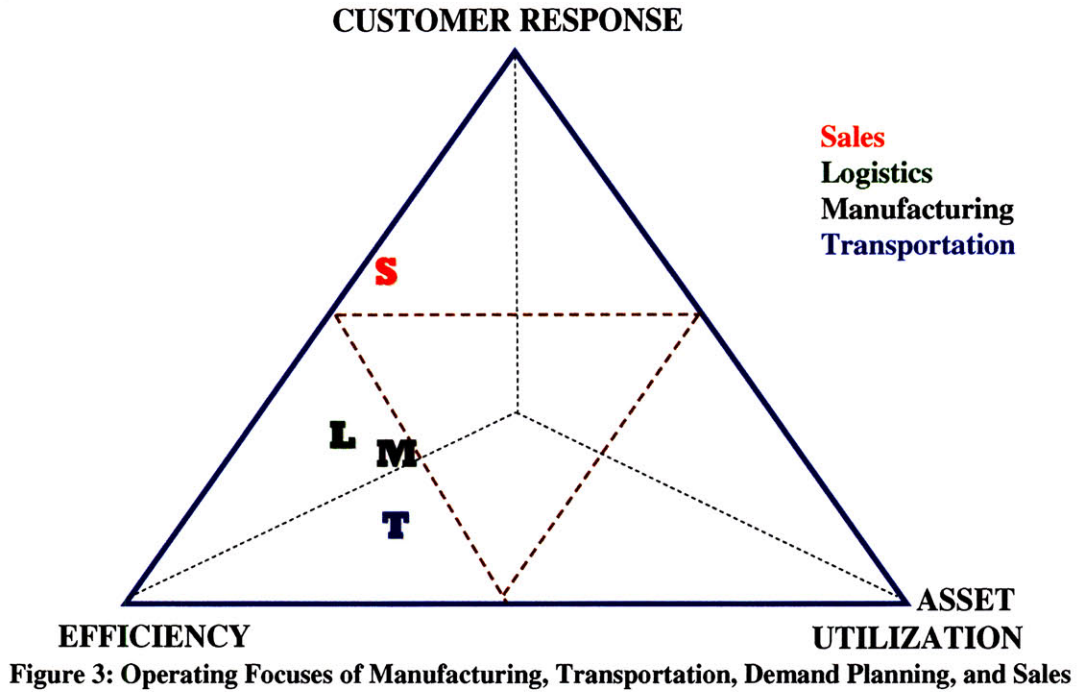 CUSTOMER RESPONSE
Sales
Logistics
Manufacturing
Transportation
S
L
M
T
EFFICIENCY
ASSET
UTILIZATION
Figure 3: Operating Focuses of Manufacturing, Transportation, Demand Planning, and Sales